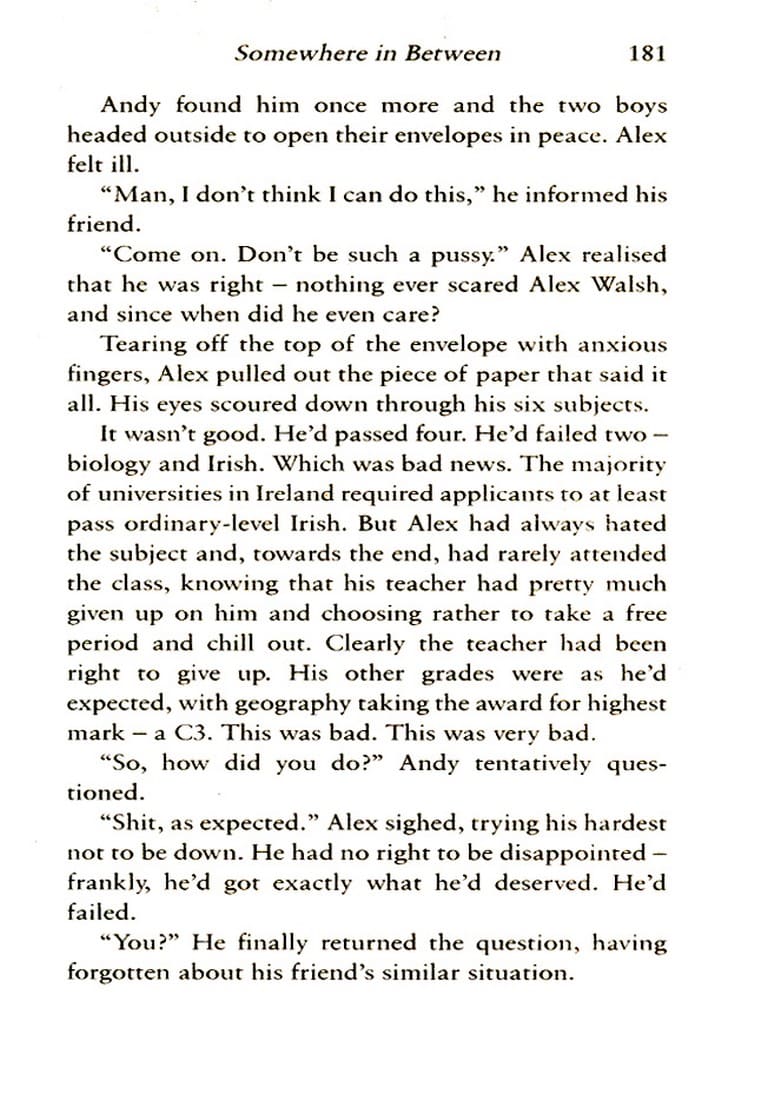 Somewhere in Between 181
Andy found him once more and the two boys
headed outside to open their envelopes in peace. Alex
felt ill.
“Man, I don’t think I can do this,” he informed his
friend.
“Come on. Don’t be such a pussy.” Alex realised
that he was right – nothing ever scared Alex Walsh,
and since when did he even care?
Tearing off the top of the envelope with anxious
fingers, Alex pulled out the piece of paper that said it
all. His eyes scoured down through his six subjects.
It wasn’t good. He’d passed four. He’d failed two –
biology and Irish. Which was bad news. The majority
of universities in Ireland required applicants to at least
pass ordinary-level Irish. But Alex had always hated
the subject and, towards the end, had rarely attended
the class, knowing that his teacher had pretty much
given up on him and choosing rather to take a free
period and chill out. Clearly the teacher had been
right to give up. His other grades were as he’d
expected, with geography taking the award for highest
mark – a C3. This was bad. This was very bad.
“So, how did you do?” Andy tentatively ques-
tioned.
“Shit, as expected.” Alex sighed, trying his hardest
not to be down. He had no right to be disappointed –
frankly, he’d got exactly what he’d deserved. He’d
failed.
“You?” He finally returned the question, having
forgotten about his friend’s similar situation.